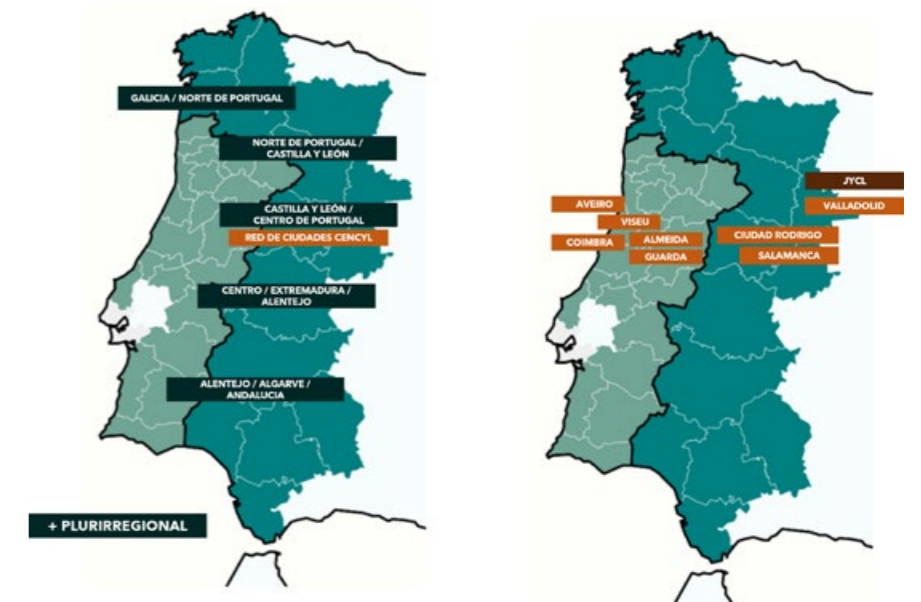 GALICIA / NORTE DE PORTUGAL
NORTE DE PORTUGAL /
CASTILLA Y LEÓN
CASTILLA Y LEÓN /
CENTRO DE PORTUGAL
RED DE CIUDADES CENCYL
CENTRO / EXTREMADURA /
ALENTEJO
ALENTEJO / ALGARVE /
ANDALUCIA
+ PLURIRREGIONAL
JYCL
AVEIRO
VALLADOLID
VISEU
COIMBRA
ALMEIDA
CIUDAD RODRIGO
GUARDA
SALAMANCA